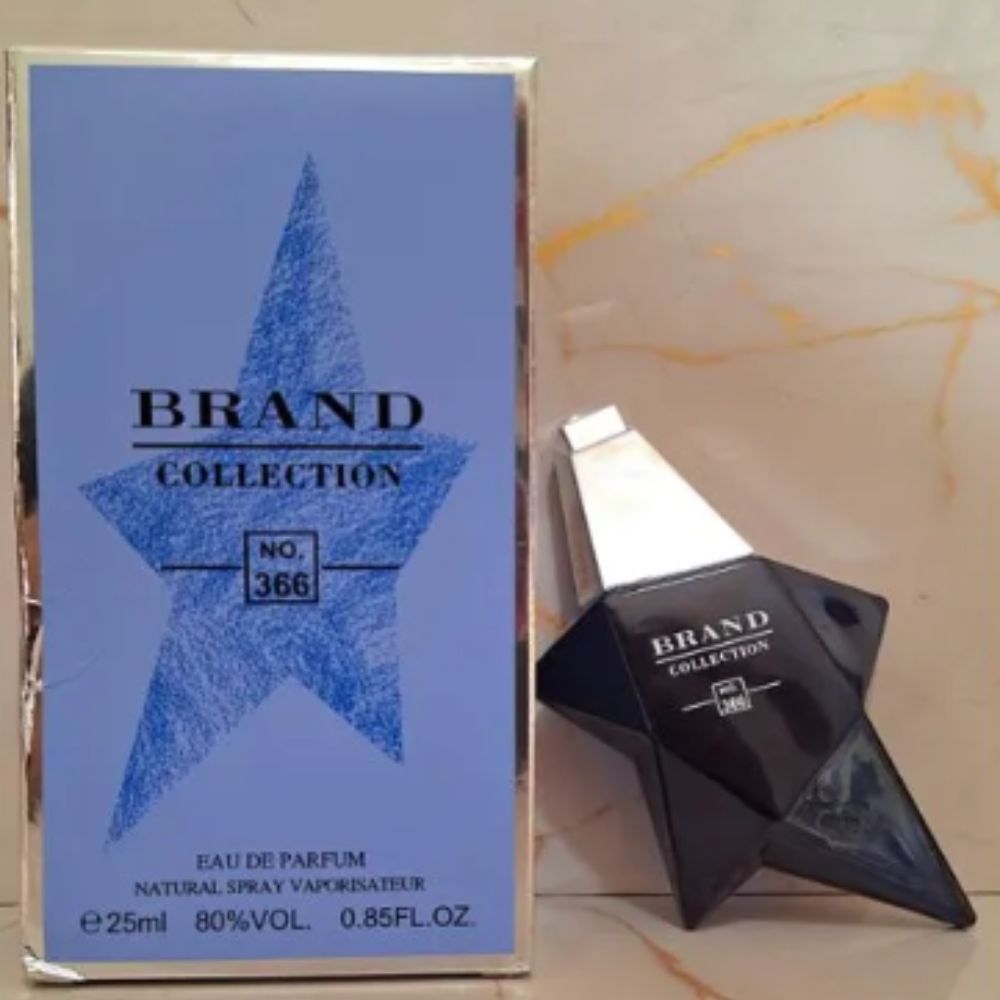 BRAND
COLLECTION
NO.
366
EAU DE PARFUM
NATURAL SPRAY VAPORISATEUR
℮25ml 80%VOL. 0.85FL.OZ.
BRAND
COLLECTION
NO.
366